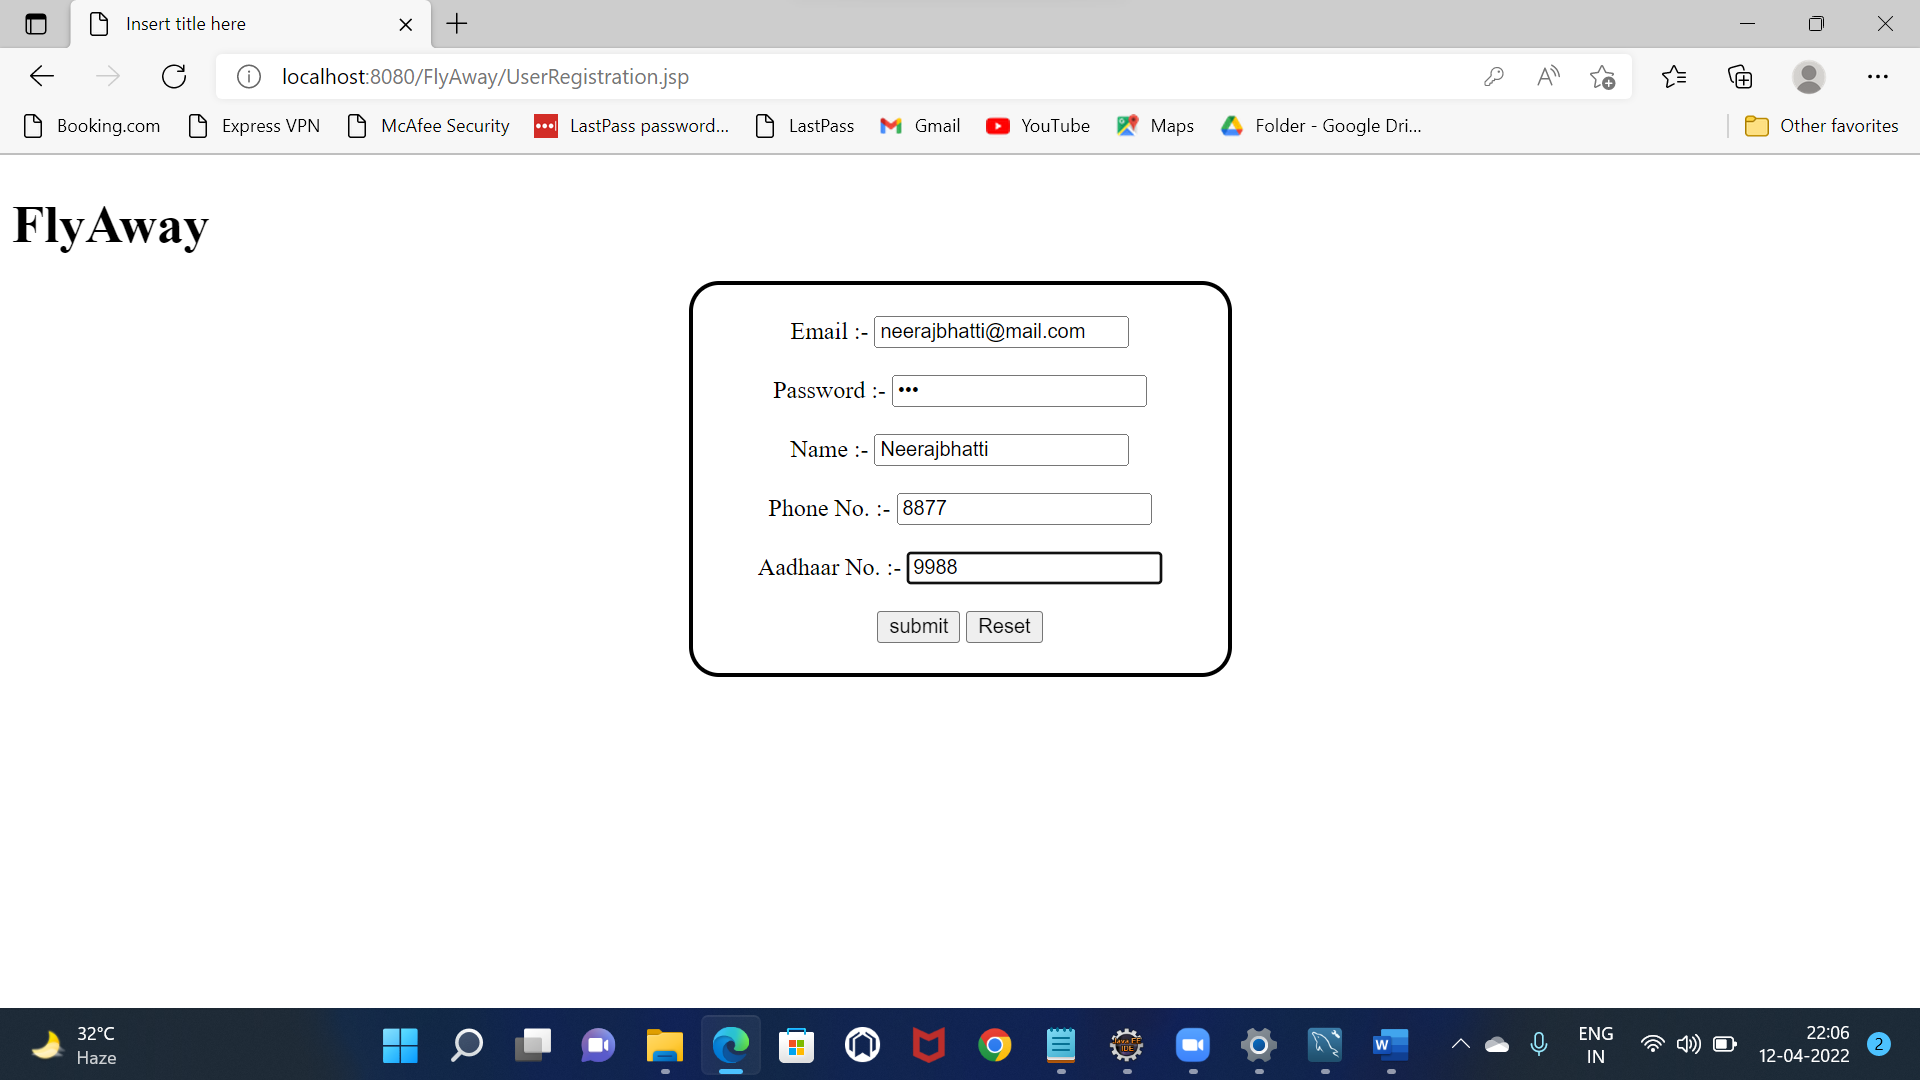 Insert title here
localhost:8080/FlyAway/UserRegistration.jsp
Booking.com Express VPN McAfee Security LastPass password... LastPass Gmail YouTube Maps Folder - Google Dri... Other favorites
FlyAway
Email :- neerajbhatti@mail.com
Password :- •••
Name :- Neerajbhatti
Phone No. :- 8877
Aadhaar No. :- 9988
submit Reset
32°C
Haze
ENG
IN
22:06
12-04-2022
2